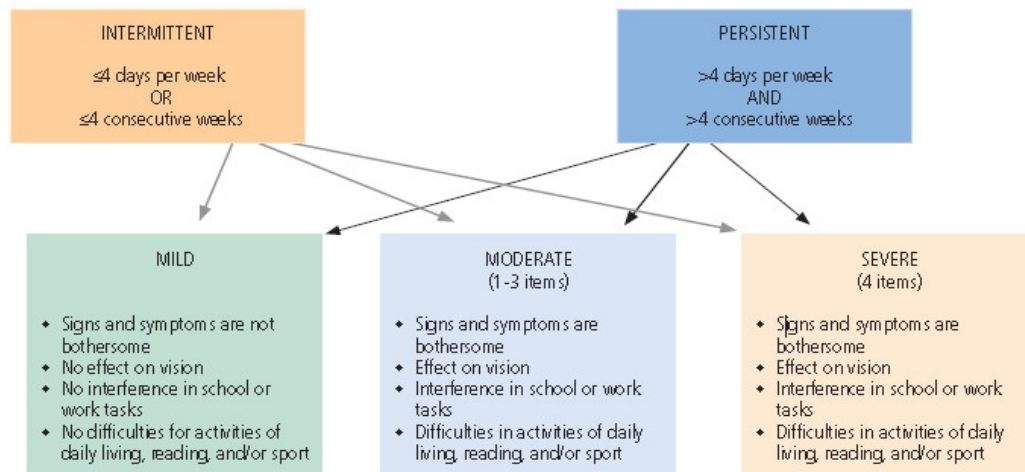 INTERMITTENT
≤4 days per week
OR
≤4 consecutive weeks
PERSISTENT
>4 days per week
AND
>4 consecutive weeks
MILD
♦ Signs and symptoms are not
bothersome
♦ No effect on vision
♦ No interference in school or
work tasks
♦ No difficulties for activities of
daily living, reading, and/or sport
MODERATE
(1-3 items)
♦ Signs and symptoms are
bothersome
♦ Effect on vision
♦ Interference in school or work
tasks
♦ Difficulties in activities of daily
living, reading, and/or sport
SEVERE
(4 items)
♦ Signs and symptoms are
bothersome
♦ Effect on vision
♦ Interference in school or work
tasks
♦ Difficulties in activities of daily
living, reading, and/or sport